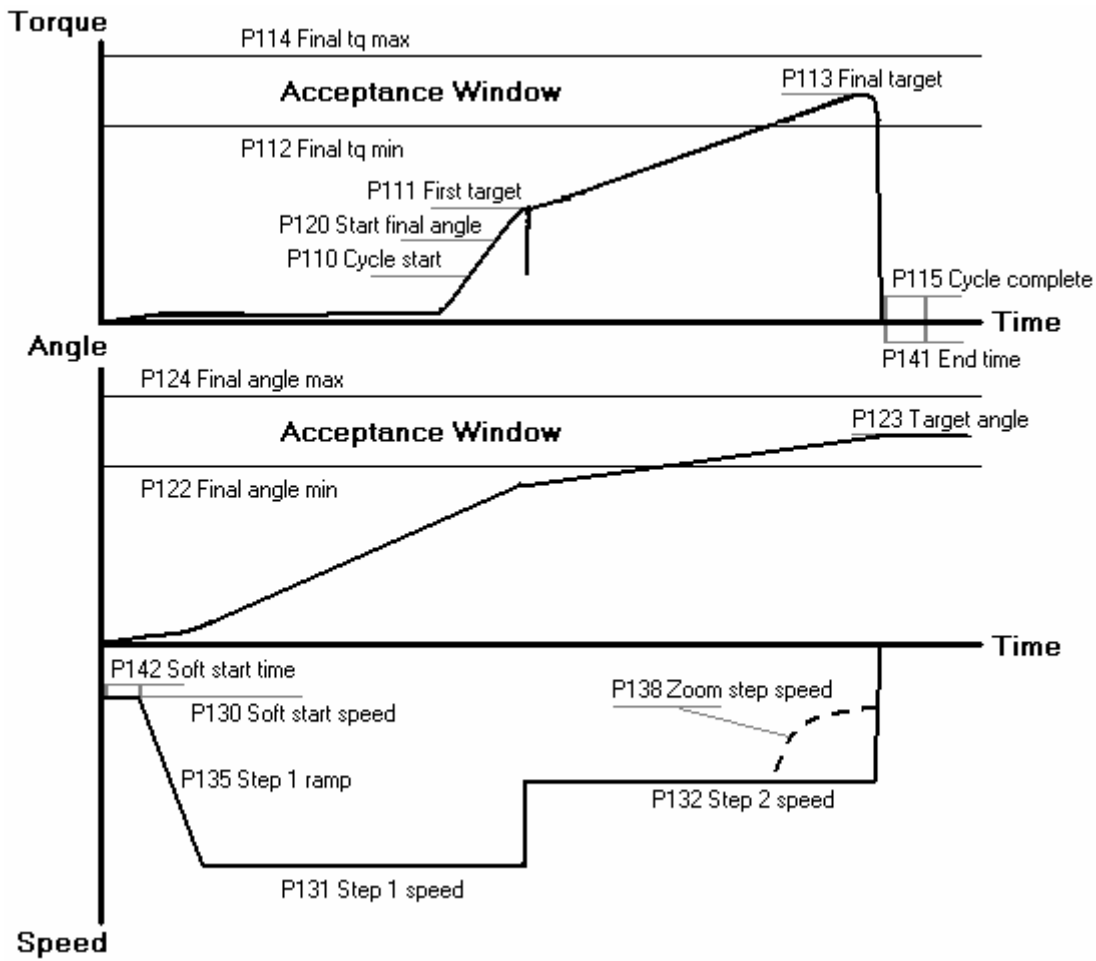 Torque
P114 Final tq max
P113 Final target
Acceptance Window
P112 Final tq min
P111 First target
P120 Start final angle
P110 Cycle start
P115 Cycle complete
Time
P141 End time
Angle
P124 Final angle max
P123 Target angle
Acceptance Window
P122 Final angle min
Time
P142 Soft start time
P138 Zoom step speed
P130 Soft start speed
P135 Step 1 ramp
P132 Step 2 speed
P131 Step 1 speed
Speed